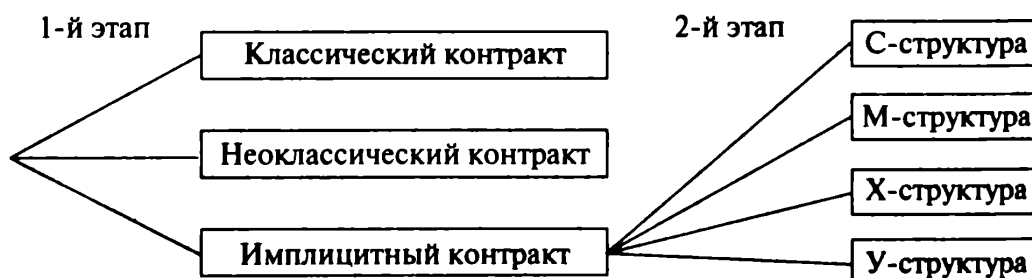 1-й этап
Классический контракт
Неоклассический контракт
Имплицитный контракт
2-й этап
С-структура
М-структура
Х-структура
У-структура